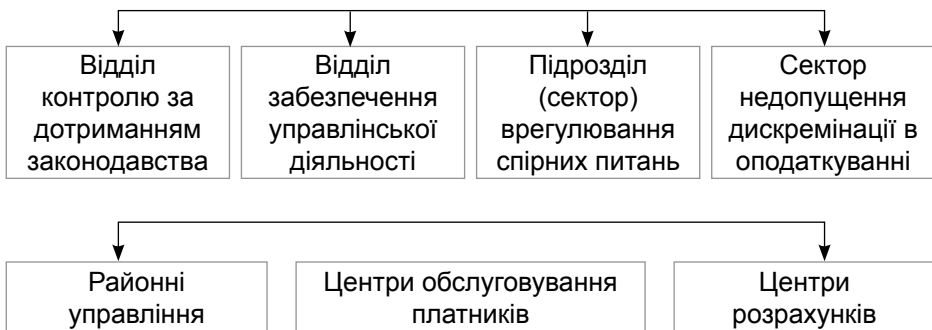 Відділ
контролю за
дотриманням
законодавства
Відділ
забезпечення
управлінської
діяльності
Підрозділ
(сектор)
врегулювання
спірних питань
Сектор
недопущення
дискремінації в
оподаткуванні
Районні
управління
Центри обслуговування
платників
Центри
розрахунків